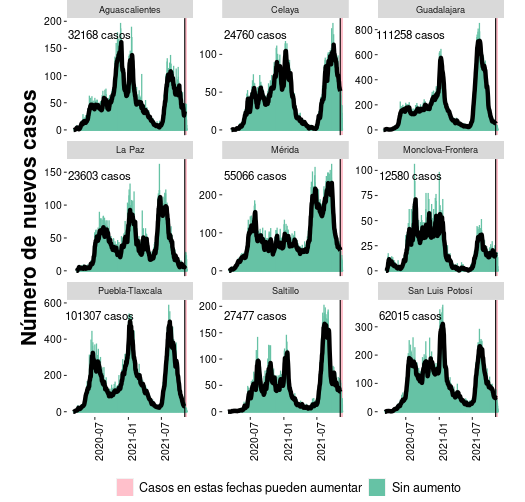 Aguascalientes
Celaya
Guadalajara
32168 casos
24760 casos
111258 casos
200
150
100
50
0
100
50
0
800
600
400
200
0
La Paz
Mérida
Monclova-Frontera
23603 casos
55066 casos
12580 casos
150
100
50
0
200
100
0
100
75
50
25
0
Puebla-Tlaxcala
Saltillo
San Luis Potosí
101307 casos
27477 casos
62015 casos
600
400
200
0
200
150
100
50
0
300
200
100
0
2020-07
2021-01
2021-07
2020-07
2021-01
2021-07
2020-07
2021-01
2021-07
Número de nuevos casos
Casos en estas fechas pueden aumentar
Sin aumento